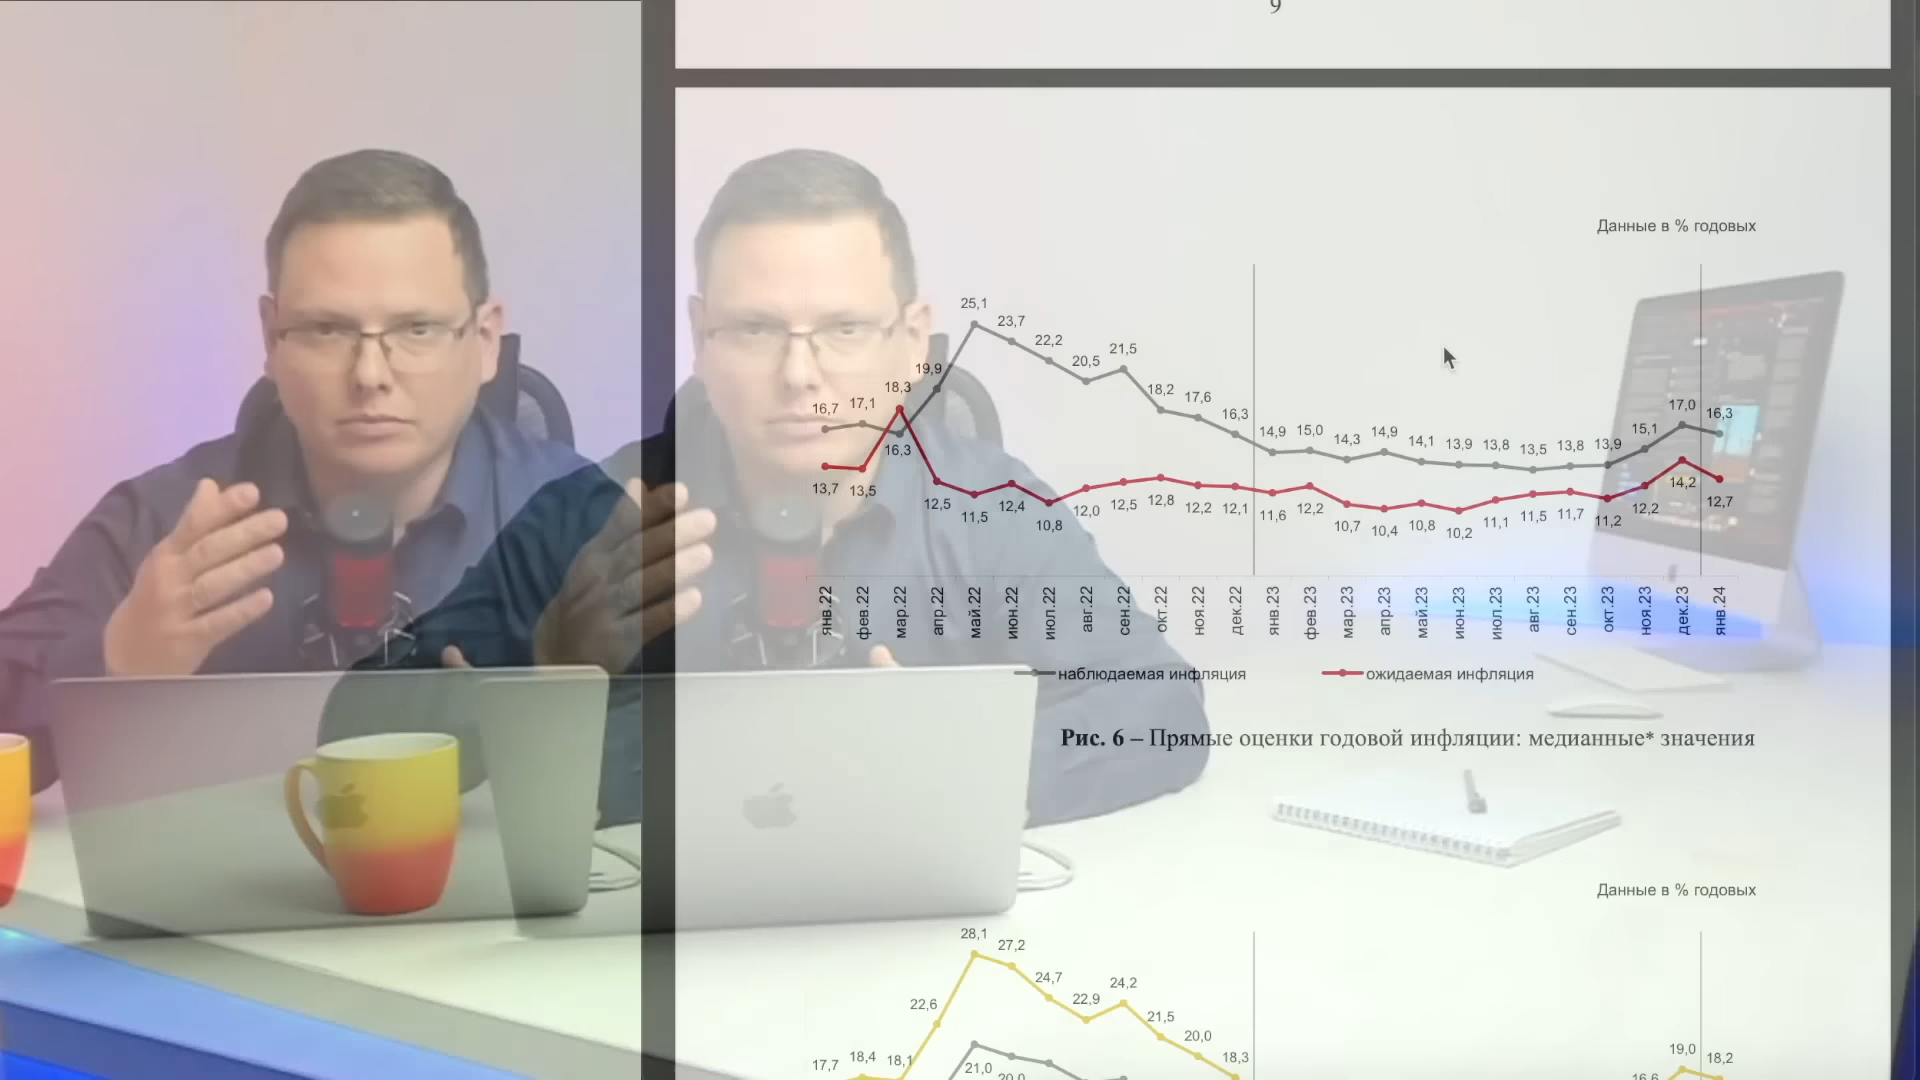 9
Данные в % годовых
25,1
23,7
22,2
20,5
21,5
19,9
18,3
18,2
17,6
16,3
16,7
17,1
16,3
14,9
15,0
14,3
14,9
14,1
13,9
13,8
13,5
13,8
13,9
15,1
17,0
16,3
13,7
13,5
12,5
11,5
12,4
10,8
12,0
12,5
12,8
12,2
12,1
11,6
12,2
10,7
10,4
10,8
10,2
11,1
11,5
11,7
11,2
12,2
14,2
12,7
янв.22
фев.22
мар.22
апр.22
май.22
июн.22
июл.22
авг.22
сен.22
окт.22
ноя.22
дек.22
янв.23
фев.23
мар.23
апр.23
май.23
июн.23
июл.23
авг.23
сен.23
окт.23
ноя.23
дек.23
янв.24
наблюдаемая инфляция
ожидаемая инфляция
Рис. 6 – Прямые оценки годовой инфляции: медианные* значения
Данные в % годовых
28,1
27,2
24,7
22,9
24,2
22,6
21,5
20,0
18,3
17,7
18,4
18,1
21,0
20,0
19,0
18,2
16,6